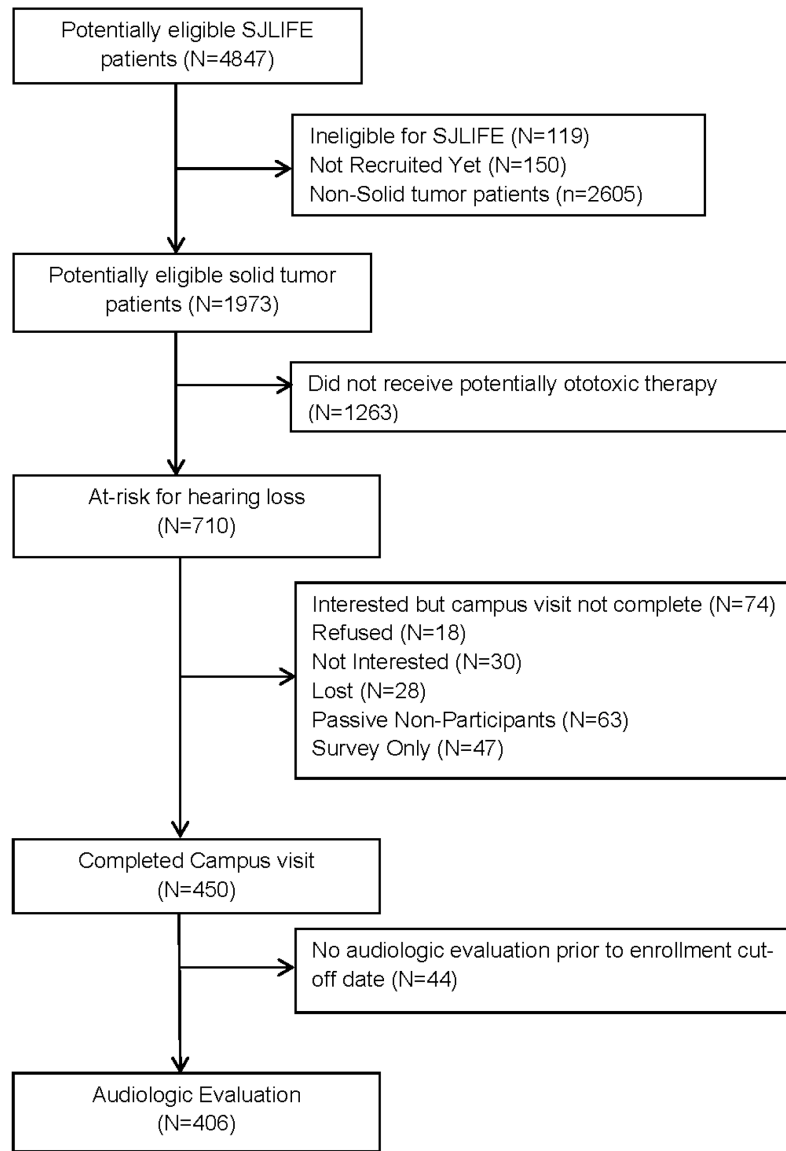 Potentially eligible SJLIFE
patients (N=4847)
Ineligible for SJLIFE (N=119)
Not Recruited Yet (N=150)
Non-Solid tumor patients (n=2605)
Potentially eligible solid tumor
patients (N=1973)
Did not receive potentially ototoxic therapy
(N=1263)
At-risk for hearing loss
(N=710)
Interested but campus visit not complete (N=74)
Refused (N=18)
Not Interested (N=30)
Lost (N=28)
Passive Non-Participants (N=63)
Survey Only (N=47)
Completed Campus visit
(N=450)
No audiologic evaluation prior to enrollment cut-
off date (N=44)
Audiologic Evaluation
(N=406)